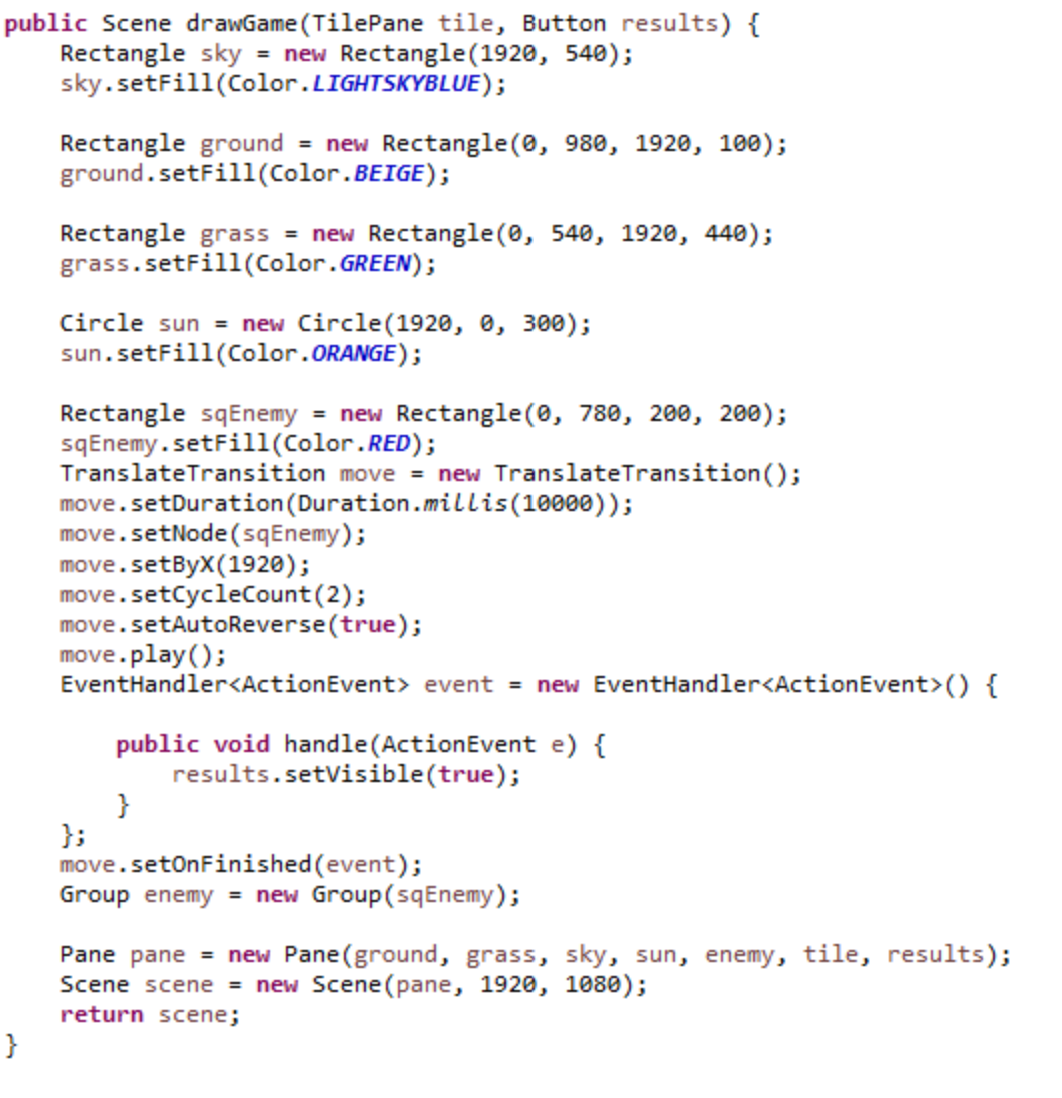 public Scene drawGame(TilePane tile, Button results) {
    Rectangle sky = new Rectangle(1920, 540);
    sky.setFill(Color.LIGHTSKYBLUE);

    Rectangle ground = new Rectangle(0, 980, 1920, 100);
    ground.setFill(Color.BEIGE);

    Rectangle grass = new Rectangle(0, 540, 1920, 440);
    grass.setFill(Color.GREEN);

    Circle sun = new Circle(1920, 0, 300);
    sun.setFill(Color.ORANGE);

    Rectangle sqEnemy = new Rectangle(0, 780, 200, 200);
    sqEnemy.setFill(Color.RED);
    TranslateTransition move = new TranslateTransition();
    move.setDuration(Duration.millis(10000));
    move.setNode(sqEnemy);
    move.setByX(1920);
    move.setCycleCount(2);
    move.setAutoReverse(true);
    move.play();
    EventHandler<ActionEvent> event = new EventHandler<ActionEvent>() {

        public void handle(ActionEvent e) {
            results.setVisible(true);
        }
    };
    move.setOnFinished(event);
    Group enemy = new Group(sqEnemy);

    Pane pane = new Pane(ground, grass, sky, sun, enemy, tile, results);
    Scene scene = new Scene(pane, 1920, 1080);
    return scene;
}